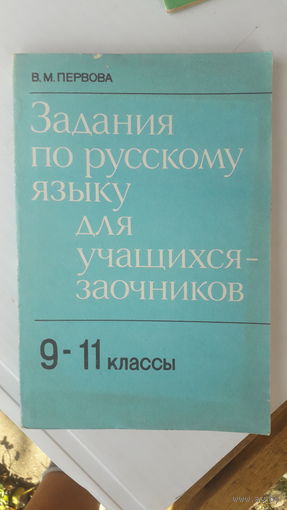 В. М. ПЕРВОВА
Задания
по русскому
языку
для
учащихся-
заочников
9-11 классы